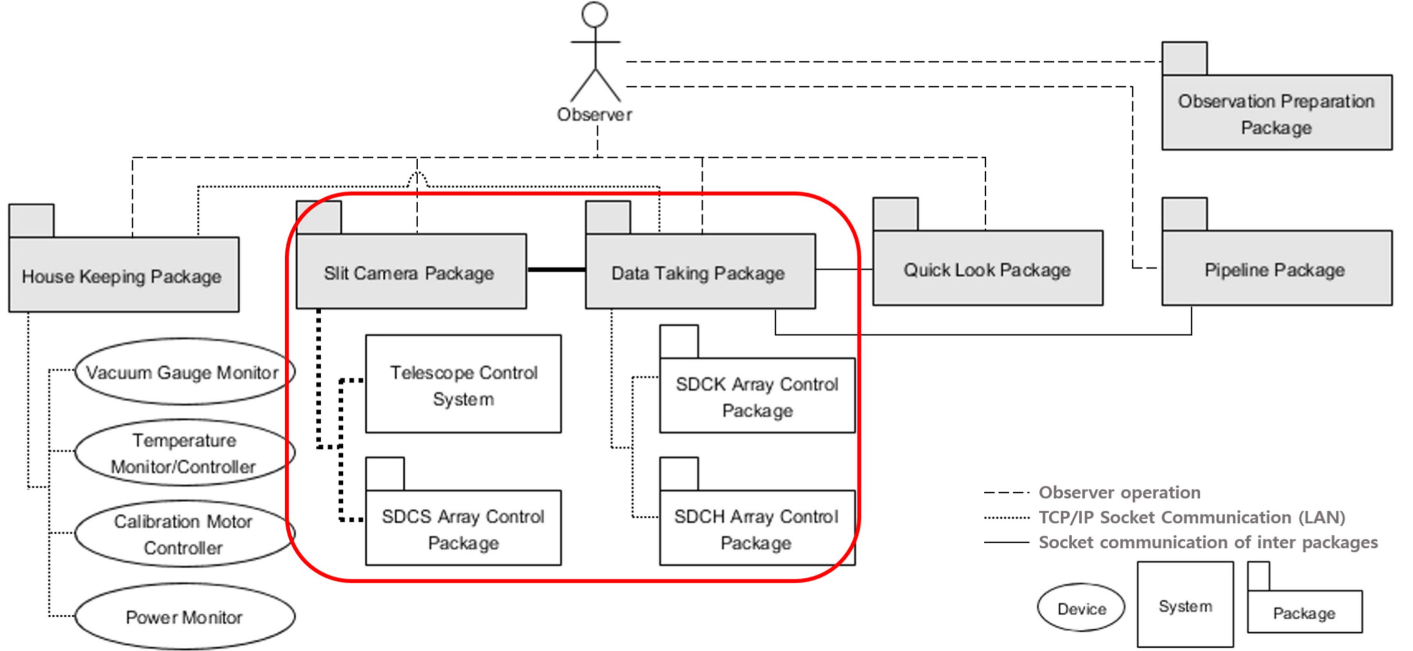 Observer
Observation Preparation
Package
House Keeping Package
Slit Camera Package
Data Taking Package
Quick Look Package
Pipeline Package
Vacuum Gauge Monitor
Temperature
Monitor/Controller
Calibration Motor
Controller
Power Monitor
Telescope Control
System
SDCS Array Control
Package
SDCK Array Control
Package
SDCH Array Control
Package
Observer operation
TCP/IP Socket Communication (LAN)
Socket communication of inter packages
Device
System
Package